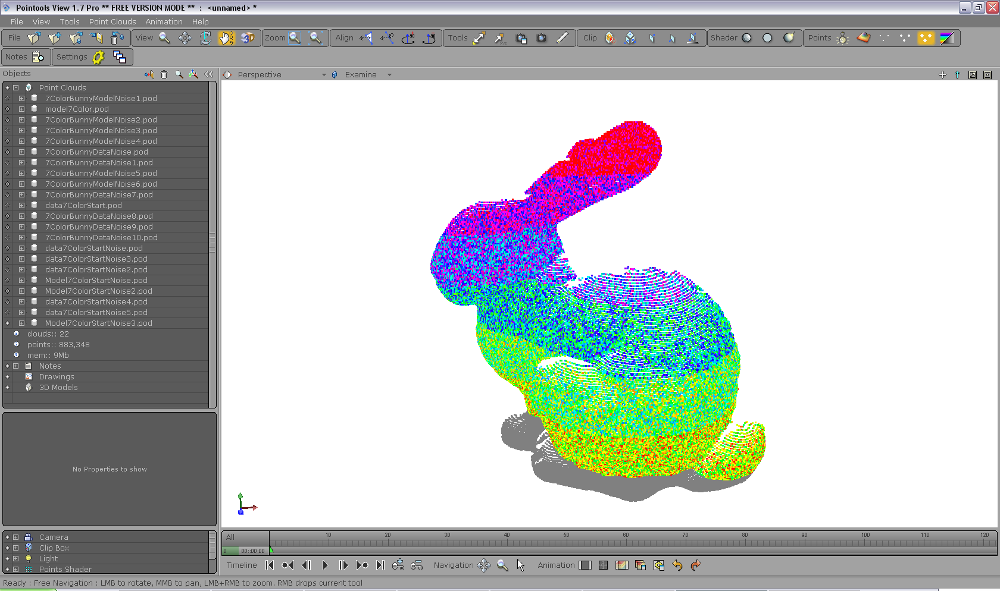 Pointools View 1.7 Pro ** FREE VERSION MODE ** : <unnamed> *
File View Tools Point Clouds Animation Help
File View 3D Zoom Align Tools Clip Shader Points
Notes Settings
Objects
Perspective Examine
Point Clouds
7ColorBunnyModelNoise1.pod
model7Color.pod
7ColorBunnyModelNoise2.pod
7ColorBunnyModelNoise3.pod
7ColorBunnyModelNoise4.pod
7ColorBunnyDataNoise.pod
7ColorBunnyDataNoise1.pod
7ColorBunnyModelNoise5.pod
7ColorBunnyModelNoise6.pod
7ColorBunnyDataNoise7.pod
data7ColorStart.pod
7ColorBunnyDataNoise8.pod
7ColorBunnyDataNoise9.pod
7ColorBunnyDataNoise10.pod
data7ColorStartNoise.pod
data7ColorStartNoise3.pod
data7ColorStartNoise2.pod
Model7ColorStartNoise.pod
Model7ColorStartNoise2.pod
data7ColorStartNoise4.pod
data7ColorStartNoise5.pod
Model7ColorStartNoise3.pod
clouds:: 22
points:: 883,348
mem:: 9Mb
Notes
Drawings
3D Models
No Properties to show
Camera
Clip Box
Light
Points Shader
All 10 20 30 40 50 60 70 80 90 100 110 120
0 00::00:00
Timeline Navigation Animation
Ready : Free Navigation : LMB to rotate, MMB to pan, LMB+RMB to zoom. RMB drops current tool